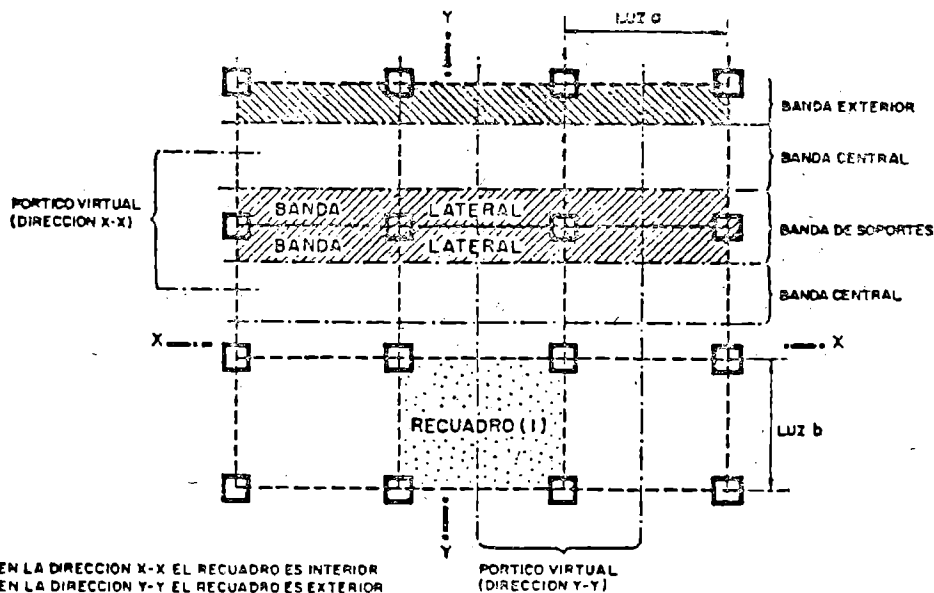 Y
LUZ a
BANDA EXTERIOR
BANDA CENTRAL
PORTICO VIRTUAL
(DIRECCION X-X)
BANDA LATERAL
BANDA LATERAL
BANDA DE SOPORTES
BANDA CENTRAL
X
X
RECUADRO (1)
LUZ b
Y
EN LA DIRECCION X-X EL RECUADRO ES INTERIOR
EN LA DIRECCION Y-Y EL RECUADRO ES EXTERIOR
PORTICO VIRTUAL
(DIRECCION Y-Y)